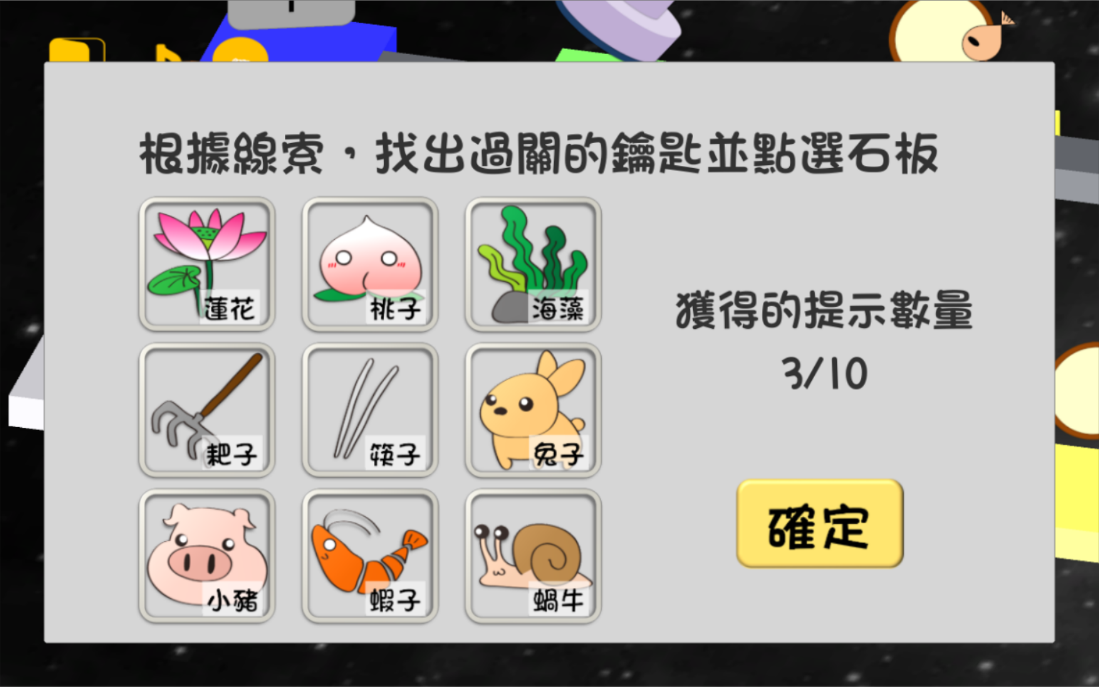 根據線索，找出過關的鑰匙並點選石板
蓮花
桃子
海藻
獲得的提示數量
3/10
耙子
筷子
兔子
確定
小豬
蝦子
蝸牛